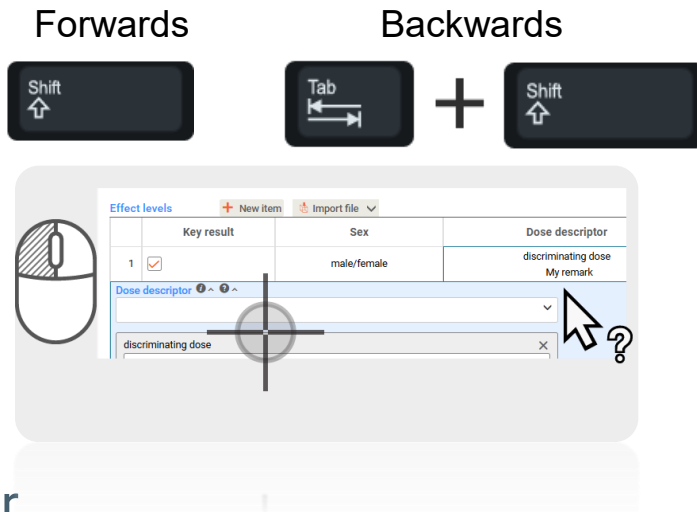 Forwards
Backwards
Shift
Tab
Shift
Effect levels + New item Import file
Key result Sex Dose descriptor
1 male/female discriminating dose
My remark
Dose descriptor
discriminating dose
?
r